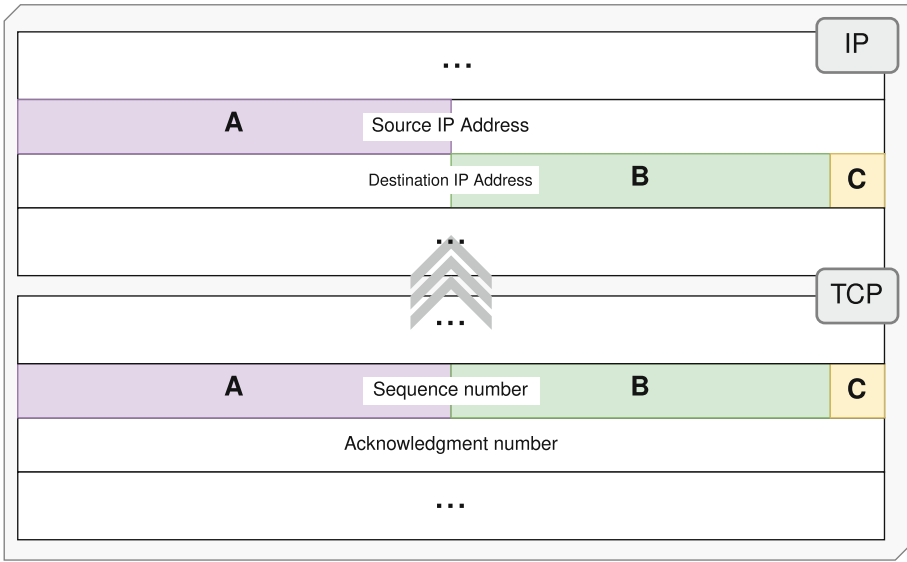 IP
...
A Source IP Address
Destination IP Address B C
...
TCP
...
A Sequence number B C
Acknowledgment number
...